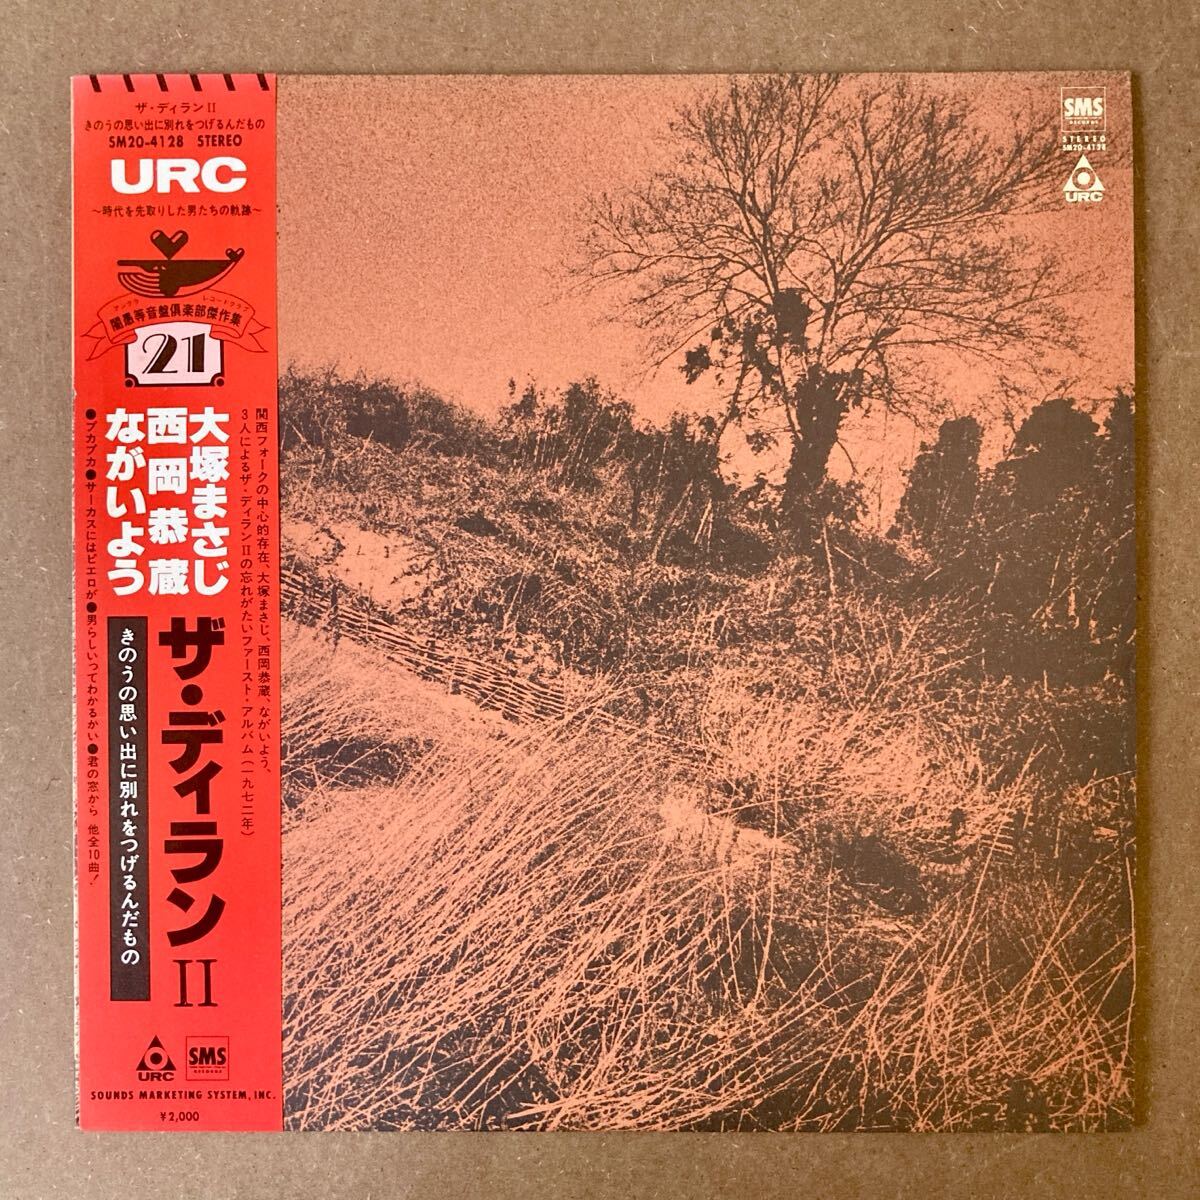 ザ・ディランⅡ
きのうの思い出に別れをつげるんだもの
SM20-4128 STEREO
URC
〜時代を先取りした男たちの軌跡〜
アングラ レコードクラブ
闇愚等音盤倶楽部傑作集
21
大塚まさじ
西岡恭蔵
ながいよう
関西フォークの中心的存在、大塚まさじ、西岡恭蔵、ながいよう、
3人によるザ・ディランⅡの忘れがたいファースト・アルバム(一九七二年)
●プカプカ●サーカスにはピエロが●男らしいってわかるかい●君の窓から 他全10曲!
ザ・ディランⅡ
きのうの思い出に別れをつげるんだもの
URC
SMS
RECORDS
SOUNDS MARKETING SYSTEM, INC.
¥2,000
SMS
RECORDS
STEREO
SM20-4128
URC